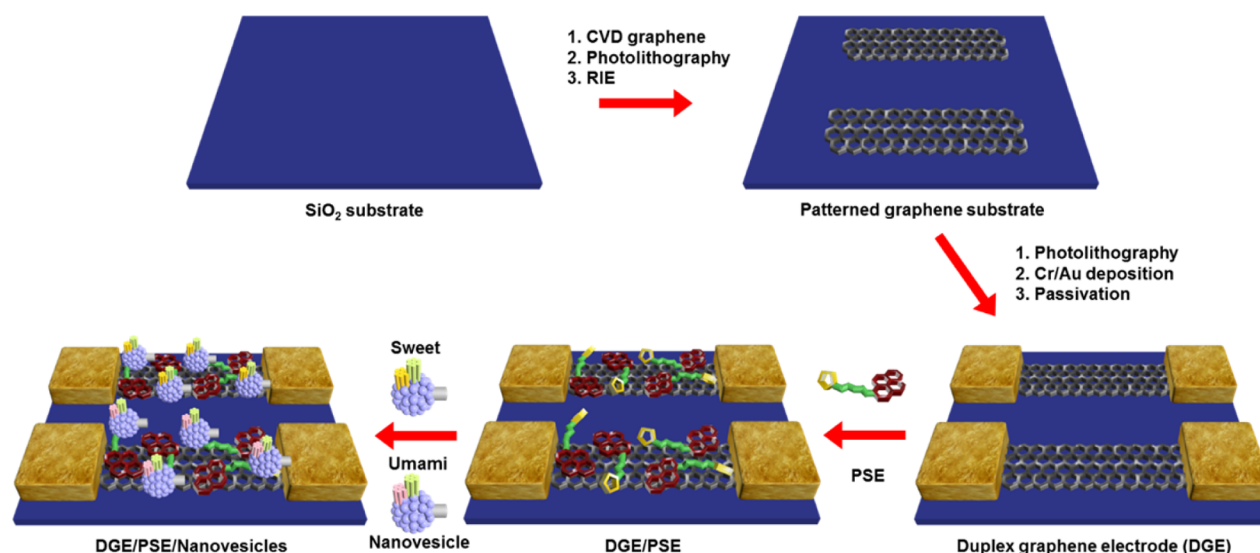 1. CVD graphene
2. Photolithography
3. RIE
SiO₂ substrate
Patterned graphene substrate
1. Photolithography
2. Cr/Au deposition
3. Passivation
Sweet
Umami
PSE
Nanovesicle
DGE/PSE/Nanovesicles
DGE/PSE
Duplex graphene electrode (DGE)